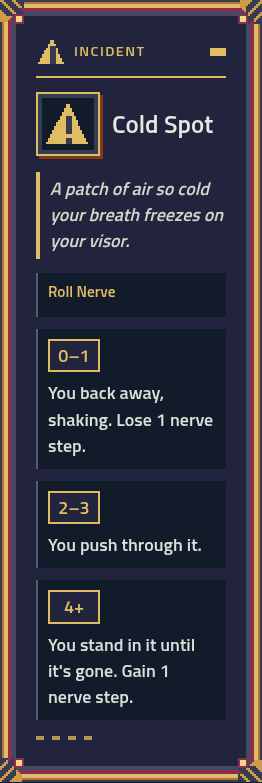 INCIDENT
Cold Spot
A patch of air so cold
your breath freezes on
your visor.
Roll Nerve
0–1
You back away,
shaking. Lose 1 nerve
step.
2–3
You push through it.
4+
You stand in it until
it's gone. Gain 1
nerve step.